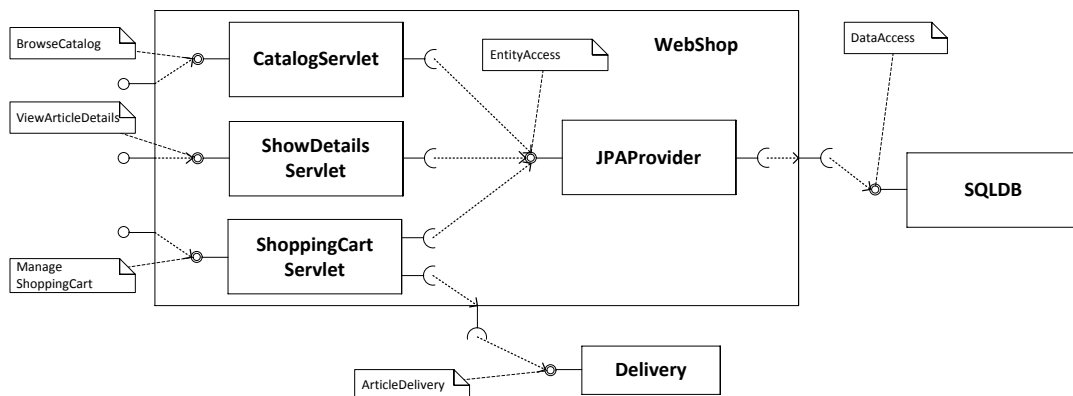 BrowseCatalog
CatalogServlet
EntityAccess
WebShop
DataAccess
ViewArticleDetails
ShowDetails
Servlet
JPAProvider
SQLDB
ShoppingCart
Servlet
Manage
ShoppingCart
ArticleDelivery
Delivery